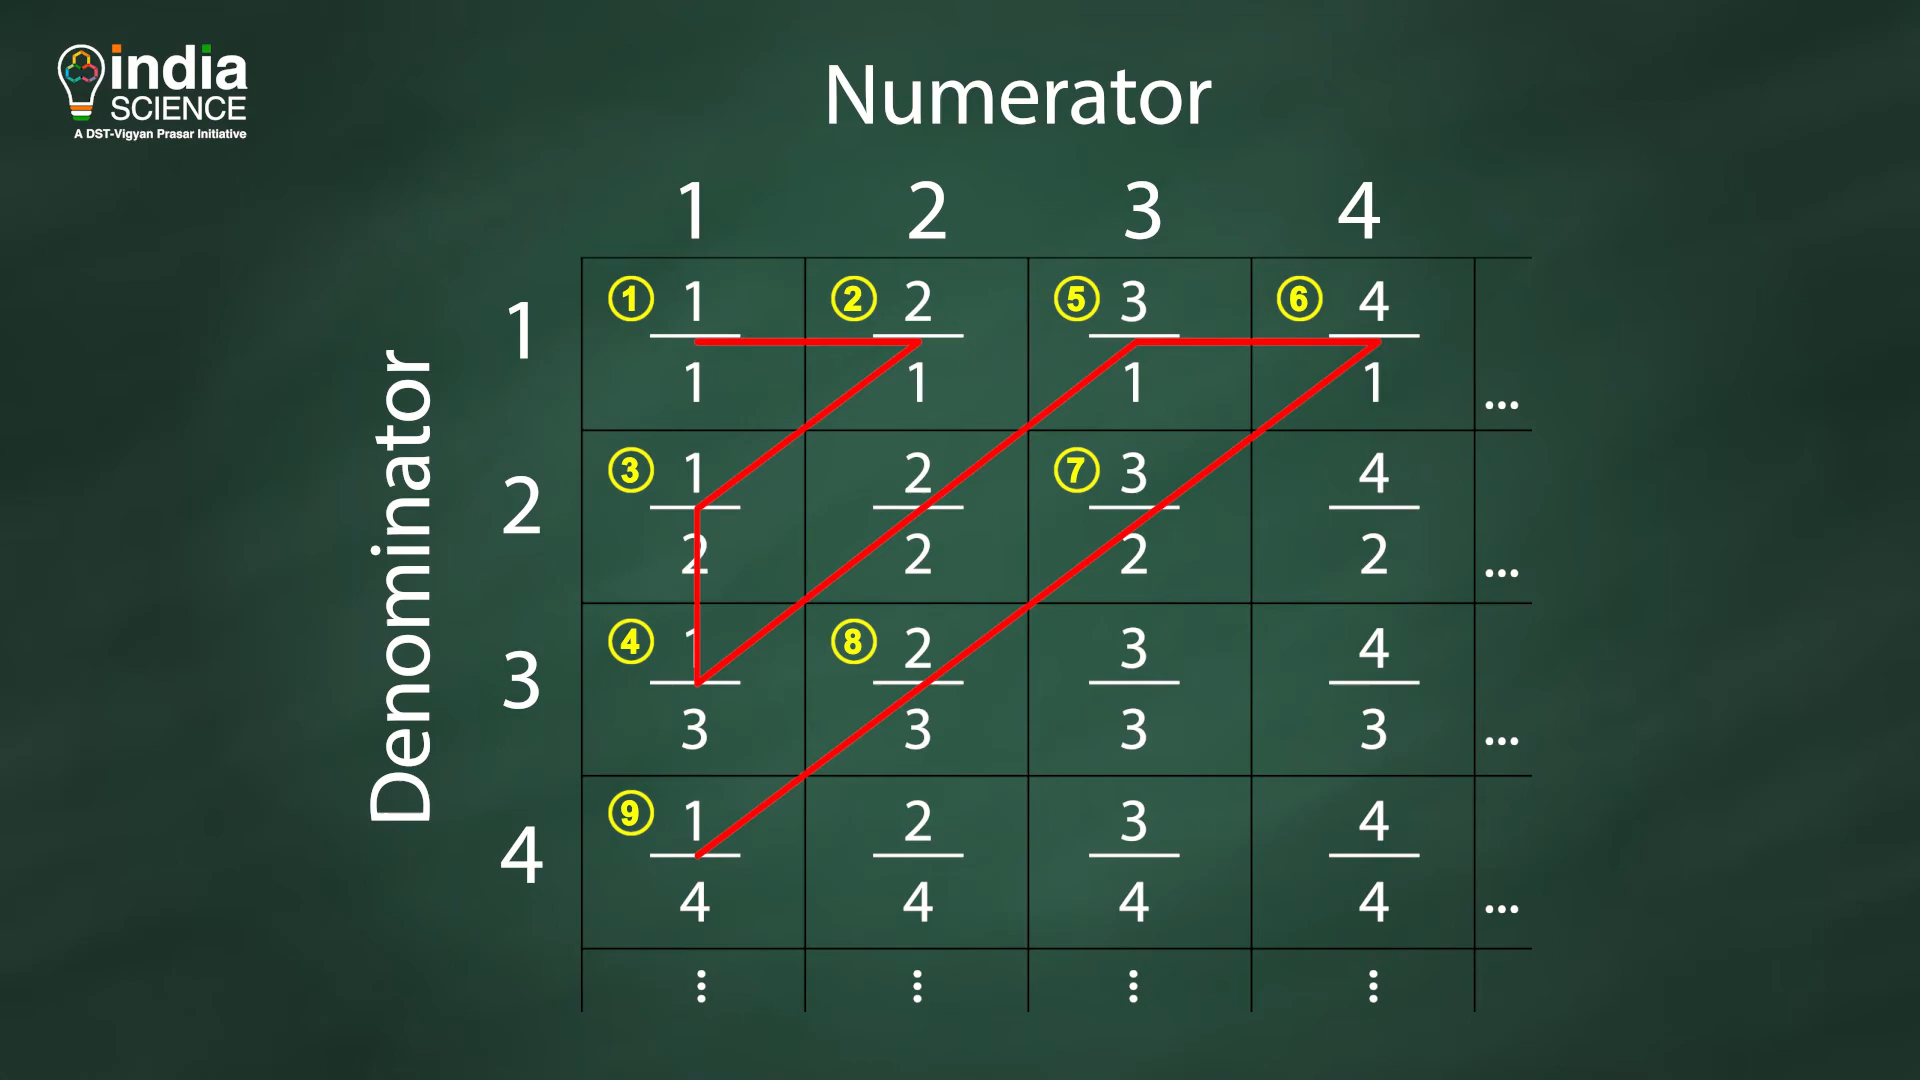 india
SCIENCE
A DST-Vigyan Prasar Initiative
Numerator
1 2 3 4
Denominator
1 ① 1/1 ② 2/1 ⑤ 3/1 ⑥ 4/1 ...
2 ③ 1/2 2/2 ⑦ 3/2 4/2 ...
3 ④ 1/3 ⑧ 2/3 3/3 4/3 ...
4 ⑨ 1/4 2/4 3/4 4/4 ...
⋮ ⋮ ⋮ ⋮